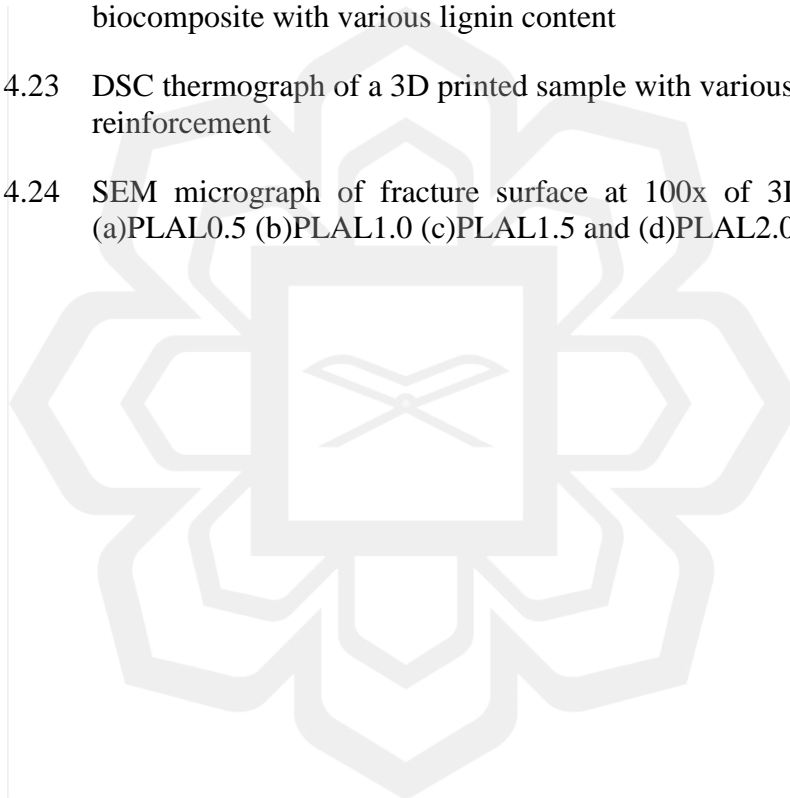 biocomposite with various lignin content
4.23 DSC thermograph of a 3D printed sample with various
reinforcement
4.24 SEM micrograph of fracture surface at 100x of 3D
(a)PLAL0.5 (b)PLAL1.0 (c)PLAL1.5 and (d)PLAL2.0